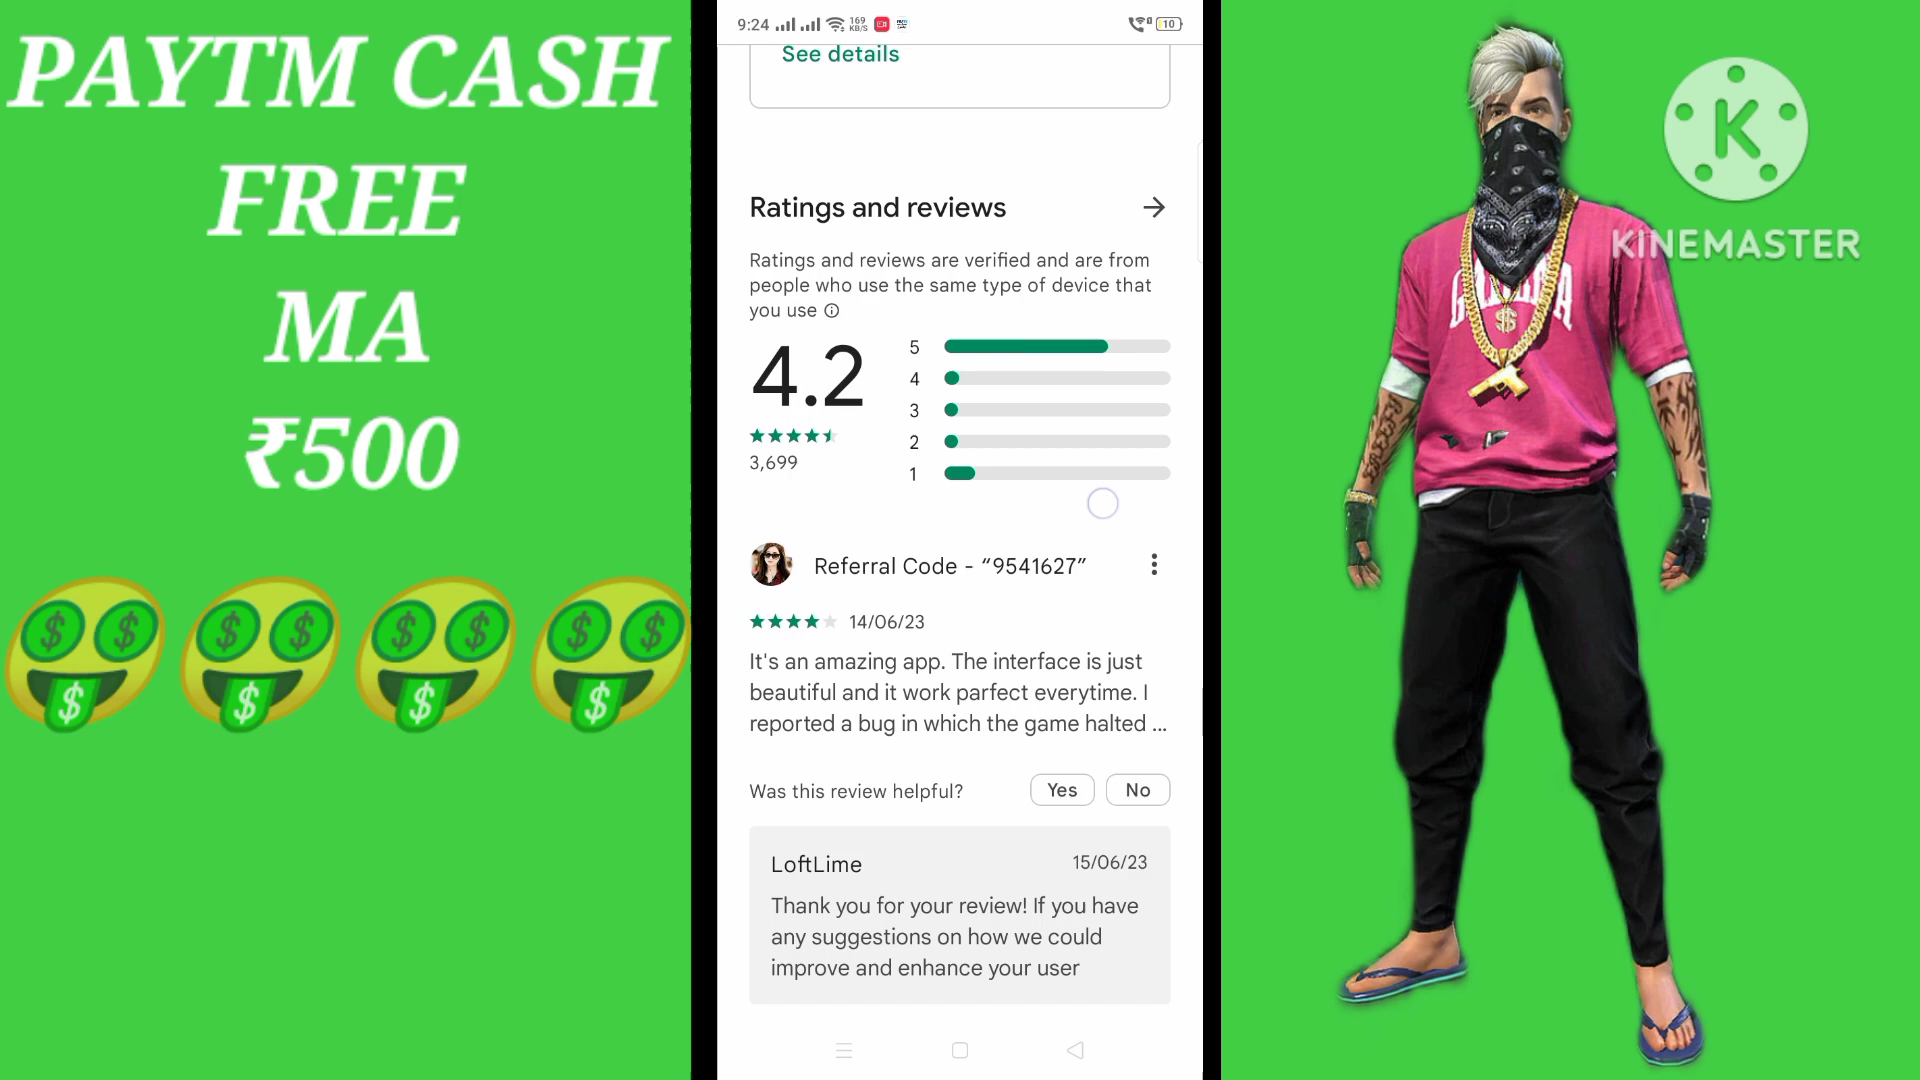 PAYTM CASH
FREE
MA
₹500
9:24
169
KB/S
10
See details
Ratings and reviews
Ratings and reviews are verified and are from
people who use the same type of device that
you use
4.2
3,699
5
4
3
2
1
Referral Code - “9541627”
14/06/23
It's an amazing app. The interface is just
beautiful and it work parfect everytime. I
reported a bug in which the game halted ...
Was this review helpful?
Yes
No
LoftLime
15/06/23
Thank you for your review! If you have
any suggestions on how we could
improve and enhance your user
K
KINEMASTER